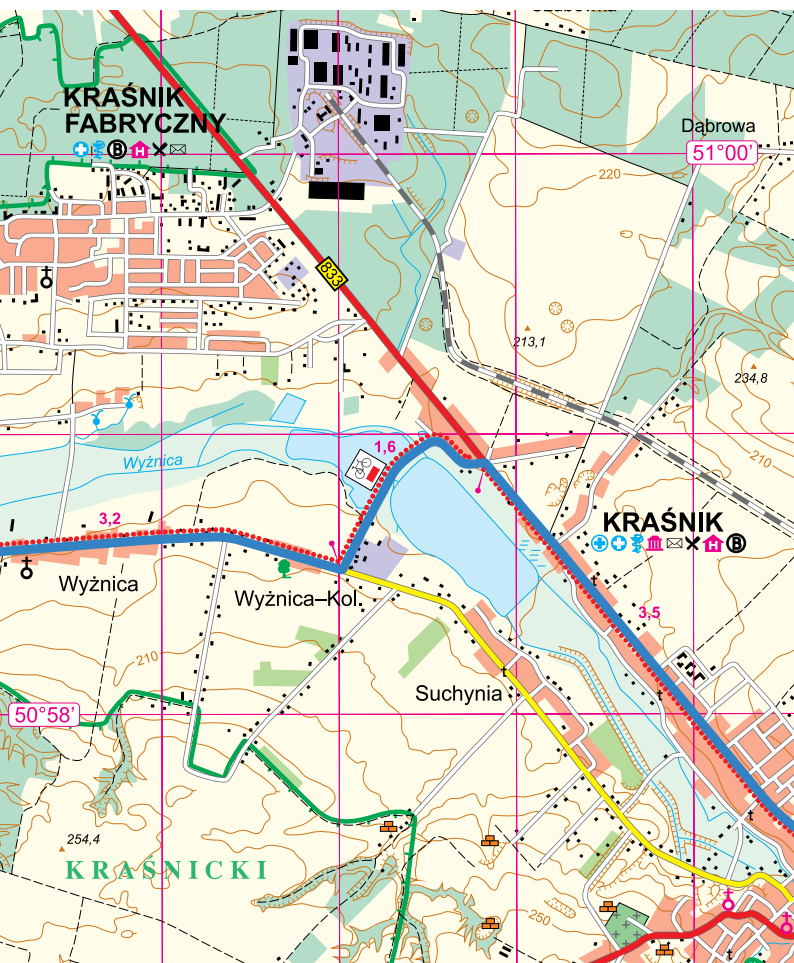 KRAŚNIK
FABRYCZNY
B
H
Dąbrowa
51°00'
220
833
213,1
234,8
210
1,6
Wyżnica
3,2
KRAŚNIK
H
B
Wyżnica
Wyżnica–Kol.
3,5
210
Suchynia
50°58'
254,4
KRAŚNICKI
250